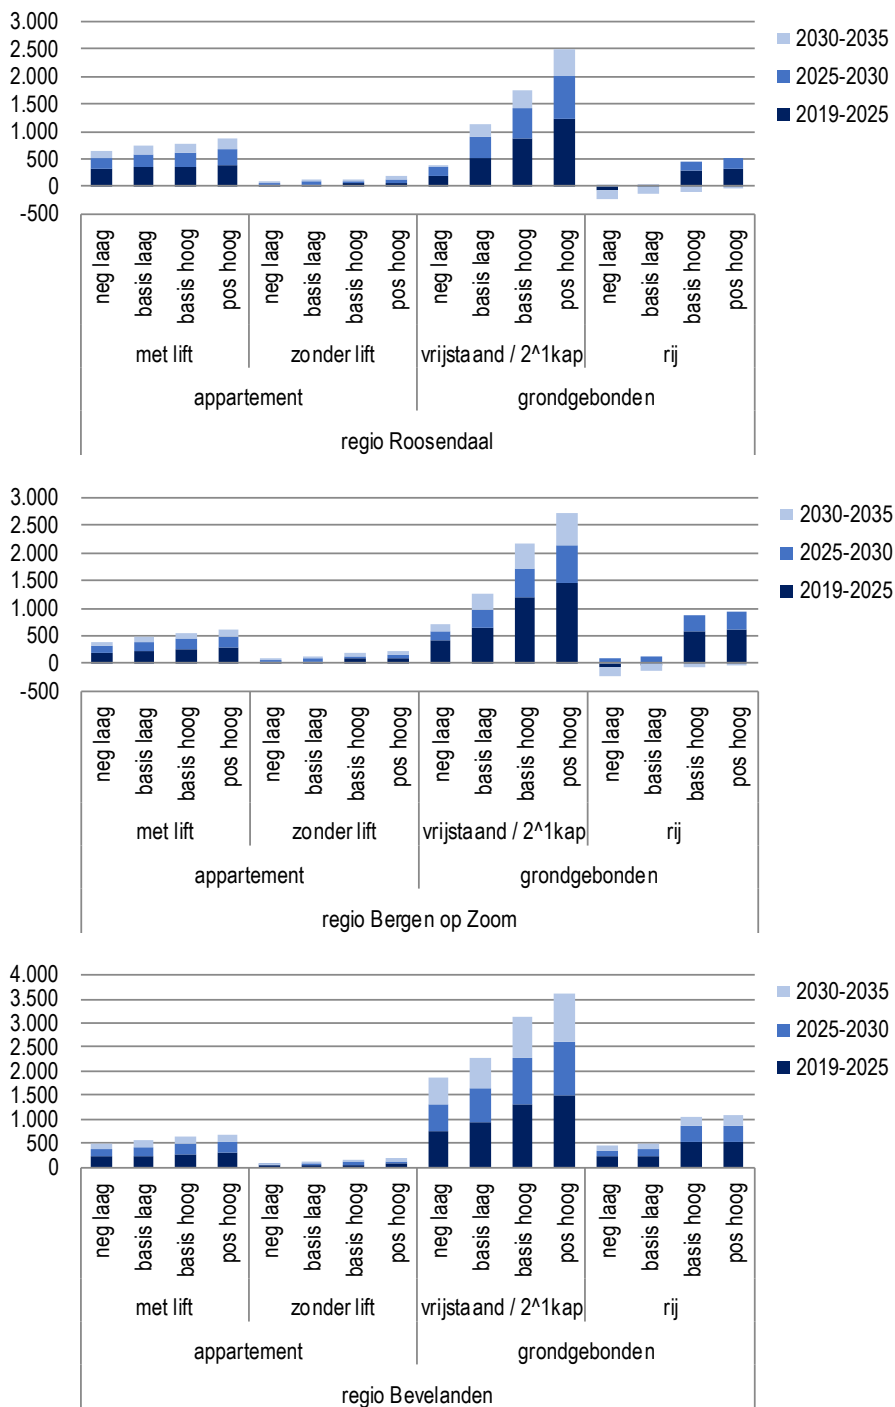 3.000
2.500
2.000
1.500
1.000
500
0
-500
2030-2035
2025-2030
2019-2025
neg laag
basis laag
basis hoog
pos hoog
neg laag
basis laag
basis hoog
pos hoog
neg laag
basis laag
basis hoog
pos hoog
neg laag
basis laag
basis hoog
pos hoog
met lift
zonder lift
vrijstaand / 2^1kap
rij
appartement
grondgebonden
regio Roosendaal
3.000
2.500
2.000
1.500
1.000
500
0
-500
2030-2035
2025-2030
2019-2025
neg laag
basis laag
basis hoog
pos hoog
neg laag
basis laag
basis hoog
pos hoog
neg laag
basis laag
basis hoog
pos hoog
neg laag
basis laag
basis hoog
pos hoog
met lift
zonder lift
vrijstaand / 2^1kap
rij
appartement
grondgebonden
regio Bergen op Zoom
4.000
3.500
3.000
2.500
2.000
1.500
1.000
500
0
2030-2035
2025-2030
2019-2025
neg laag
basis laag
basis hoog
pos hoog
neg laag
basis laag
basis hoog
pos hoog
neg laag
basis laag
basis hoog
pos hoog
neg laag
basis laag
basis hoog
pos hoog
met lift
zonder lift
vrijstaand / 2^1kap
rij
appartement
grondgebonden
regio Bevelanden